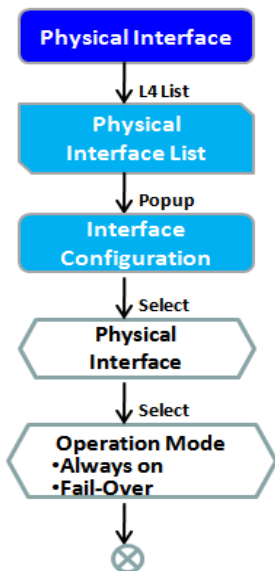 Physical Interface
L4 List
Physical
Interface List
Popup
Interface
Configuration
Select
Physical
Interface
Select
Operation Mode
•Always on
•Fail-Over